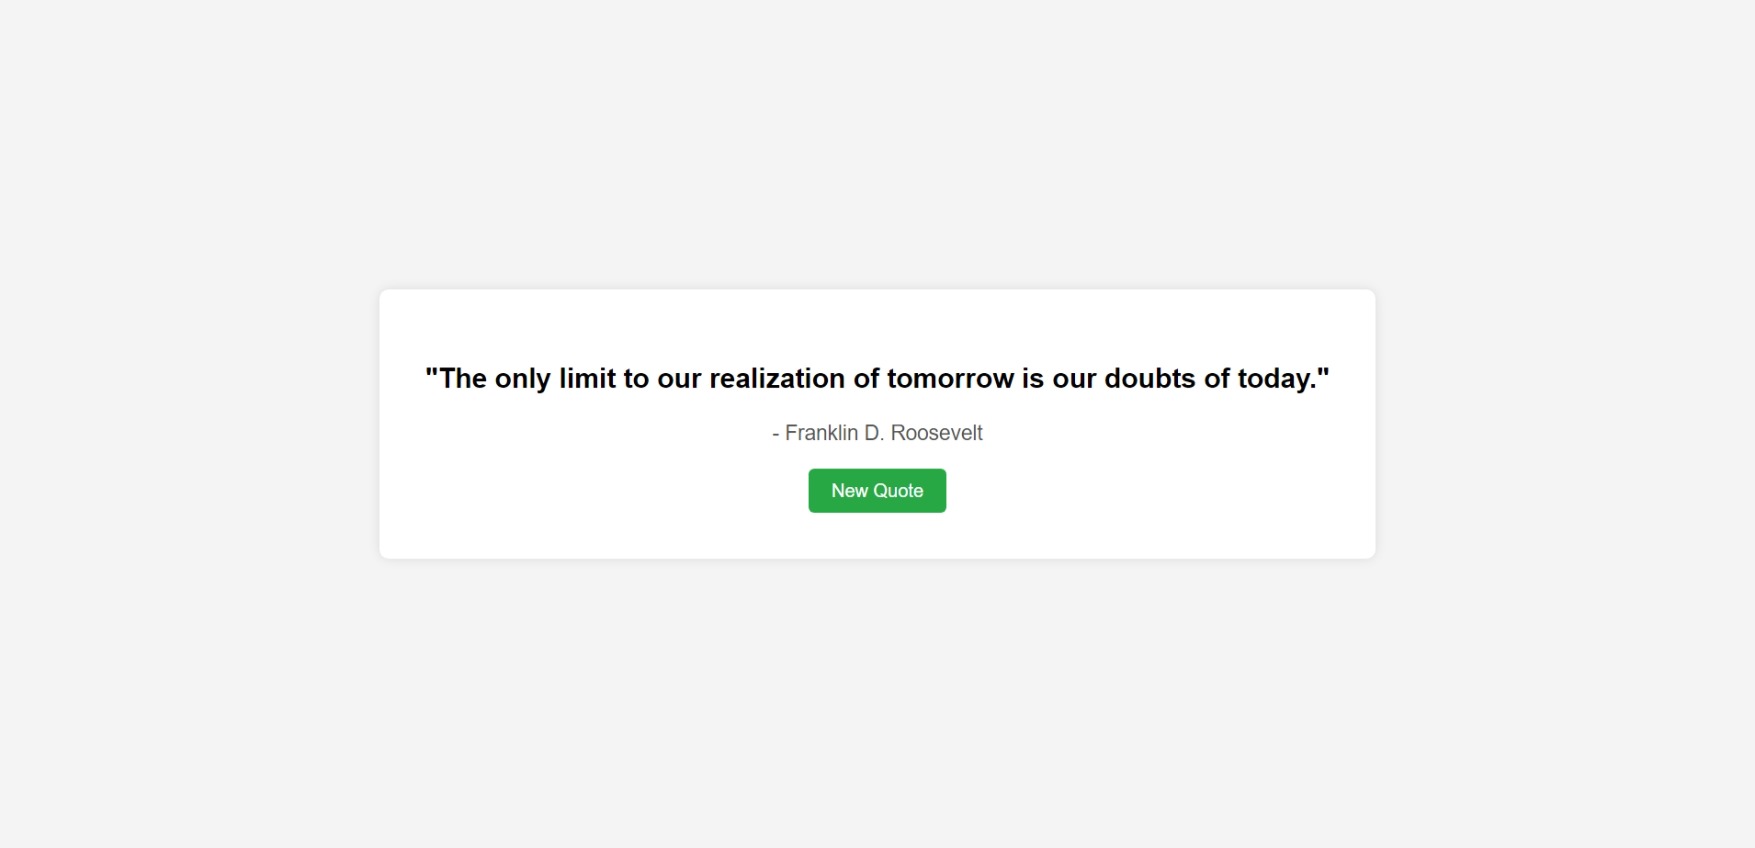 "The only limit to our realization of tomorrow is our doubts of today."
- Franklin D. Roosevelt
New Quote